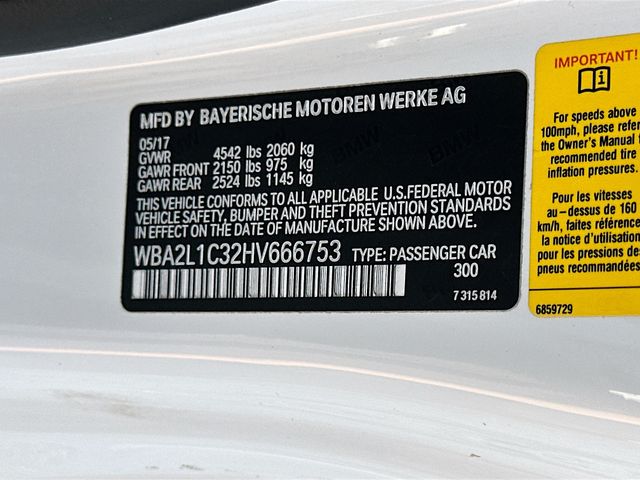 MFD BY BAYERISCHE MOTOREN WERKE AG
05/17
GVWR 4542 lbs 2060 kg
GAWR FRONT 2150 lbs 975 kg
GAWR REAR 2524 lbs 1145 kg
THIS VEHICLE CONFORMS TO ALL APPLICABLE U.S.FEDERAL MOTOR
VEHICLE SAFETY, BUMPER AND THEFT PREVENTION STANDARDS
IN EFFECT ON THE DATE OF MANUFACTURE SHOWN ABOVE.
WBA2L1C32HV666753 TYPE: PASSENGER CAR
300
7 315 814
IMPORTANT!
For speeds above
100mph, please refer
the Owner's Manual
recommended tire
inflation pressures.
Pour les vitesses
au-dessus de 160
km/h, faites référence
la notice d'utilisation
pour les pressions des
pneus recommandées
6859729